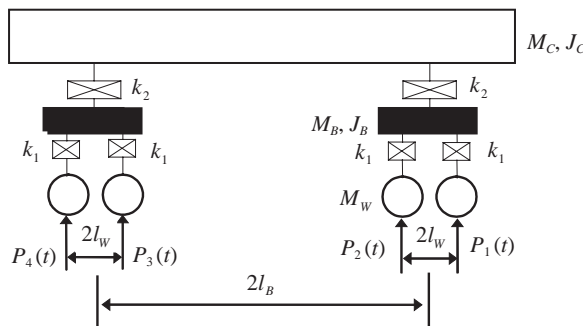 M_C, J_C
k_2 k_2
M_B, J_B
k_1 k_1 k_1 k_1
M_W
P_4(t) 2l_W P_3(t) P_2(t) 2l_W P_1(t)
2l_B